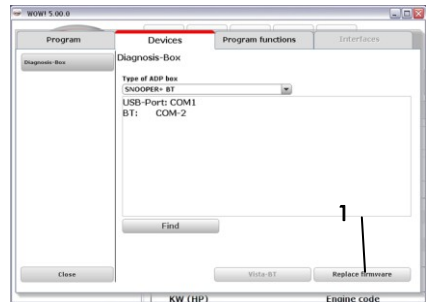 WOW! 5.00.0
Program
Devices
Program functions
Interfaces
Diagnosis-Box
Diagnosis-Box
Type of ADP box
SNOOPER+ BT
USB-Port: COM1
BT: COM-2
1
Find
Close
Vista-BT
Replace firmware
KW (HP)
Engine code